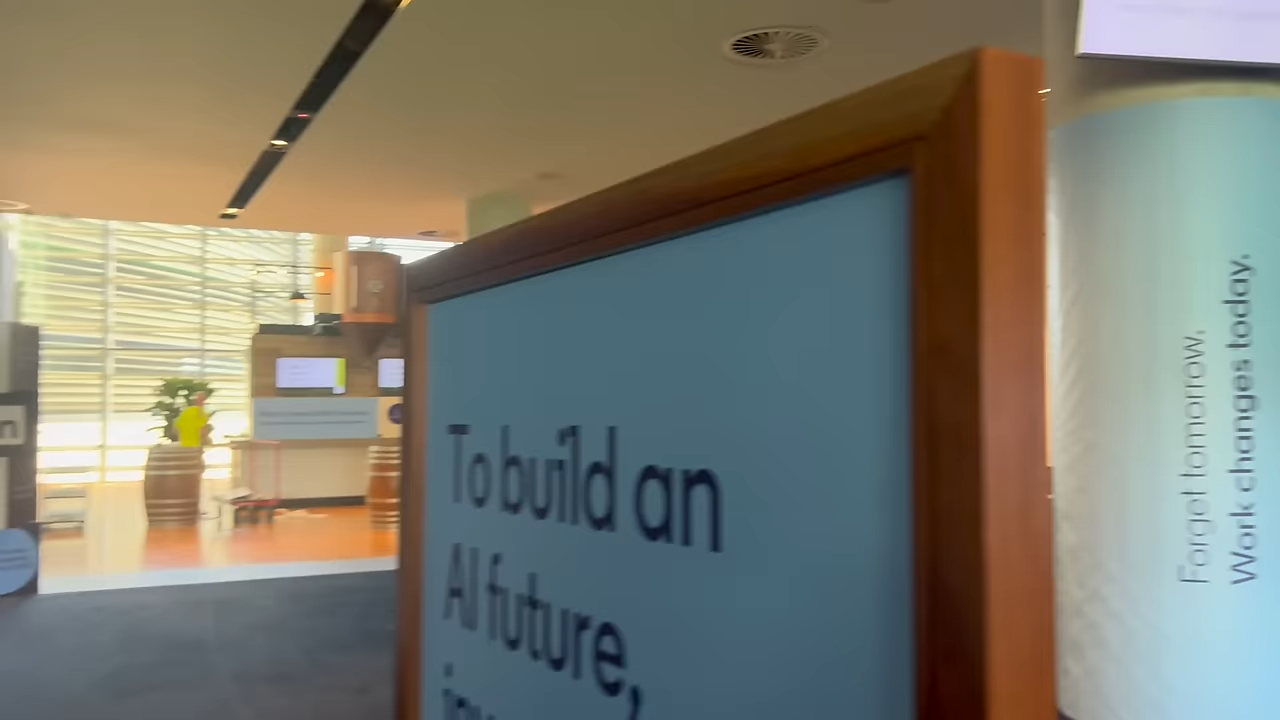 To build an
AI future,
Forget tomorrow.
Work changes today.